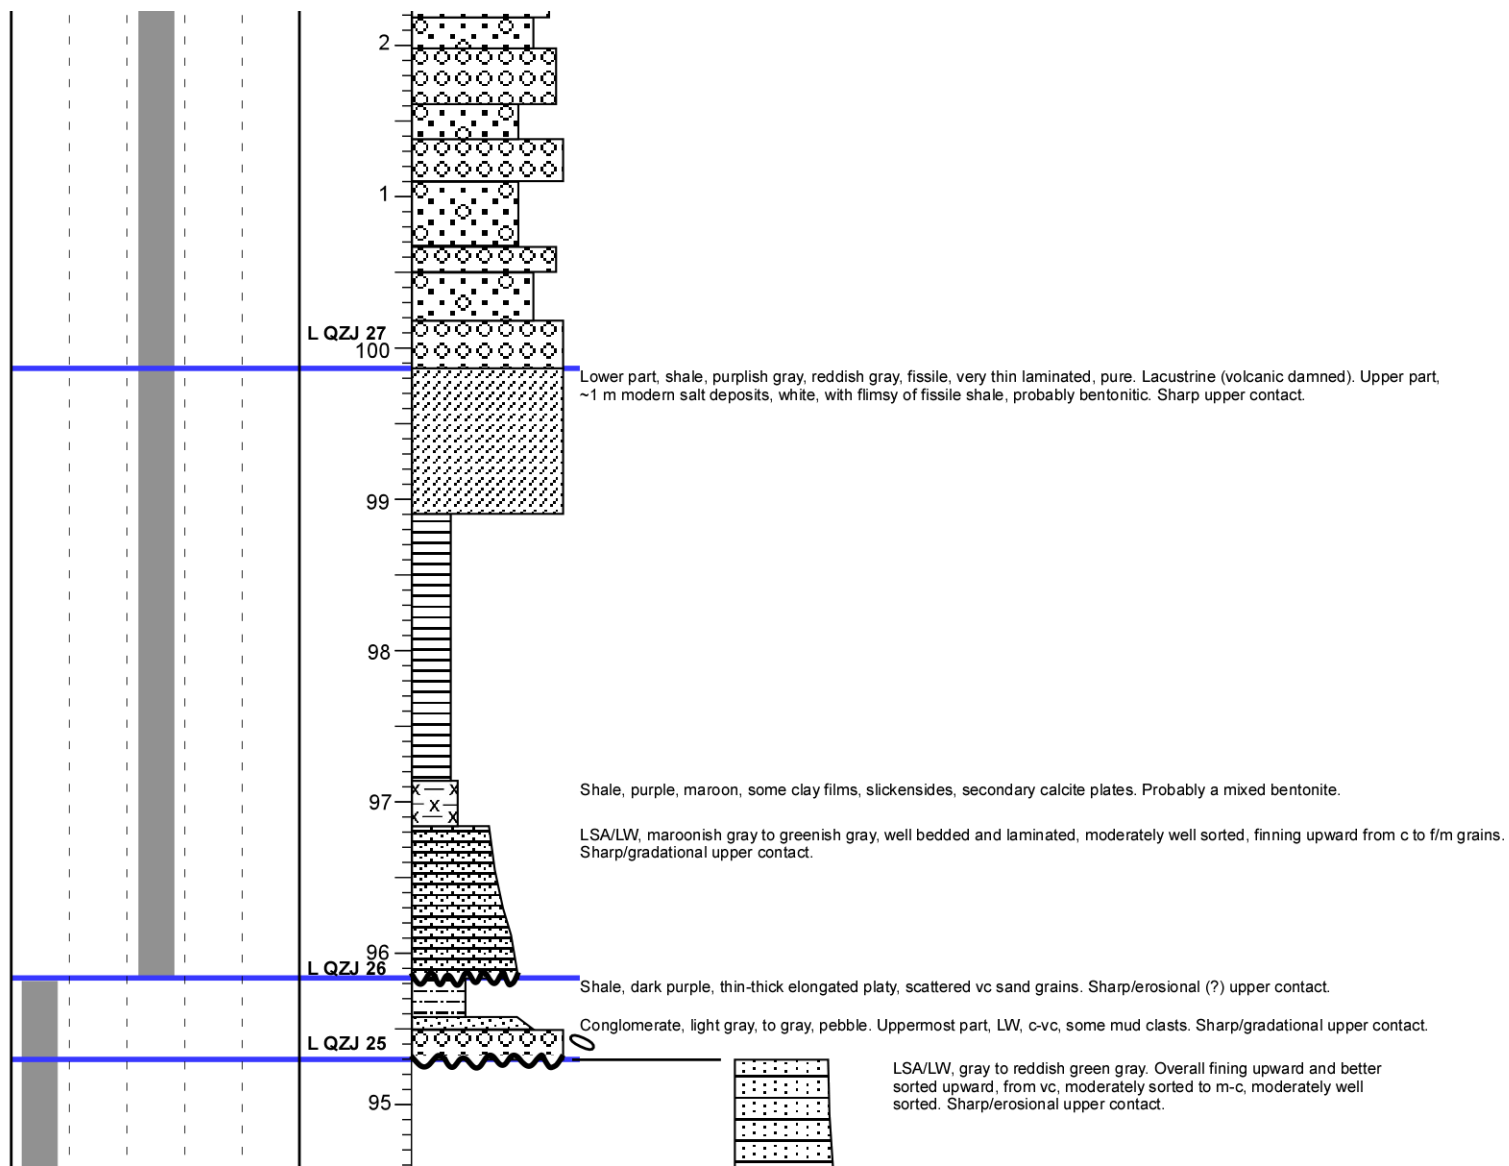 2
1
L QZJ 27
100
Lower part, shale, purplish gray, reddish gray, fissile, very thin laminated, pure. Lacustrine (volcanic damned). Upper part,
~1 m modern salt deposits, white, with flimsy of fissile shale, probably bentonitic. Sharp upper contact.
99
98
Shale, purple, maroon, some clay films, slickensides, secondary calcite plates. Probably a mixed bentonite.
97
X X
X
X X
LSA/LW, maroonish gray to greenish gray, well bedded and laminated, moderately well sorted, finning upward from c to f/m grains.
Sharp/gradational upper contact.
96
L QZJ 26
Shale, dark purple, thin-thick elongated platy, scattered vc sand grains. Sharp/erosional (?) upper contact.
Conglomerate, light gray, to gray, pebble. Uppermost part, LW, c-vc, some mud clasts. Sharp/gradational upper contact.
L QZJ 25
LSA/LW, gray to reddish green gray. Overall fining upward and better
sorted upward, from vc, moderately sorted to m-c, moderately well
sorted. Sharp/erosional upper contact.
95